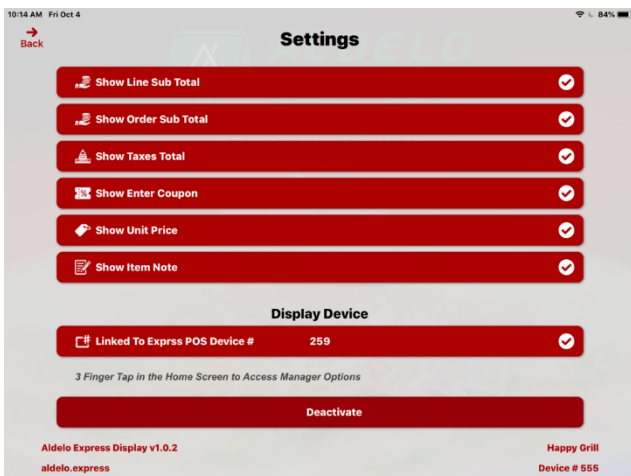 10:14 AM Fri Oct 4 84%
Back
Settings
ALDELO
Show Line Sub Total
Show Order Sub Total
Show Taxes Total
Show Enter Coupon
Show Unit Price
Show Item Note
Display Device
Linked To Exprss POS Device # 259
3 Finger Tap in the Home Screen to Access Manager Options
Deactivate
Aldelo Express Display v1.0.2 Happy Grill
aldelo.express Device # 555